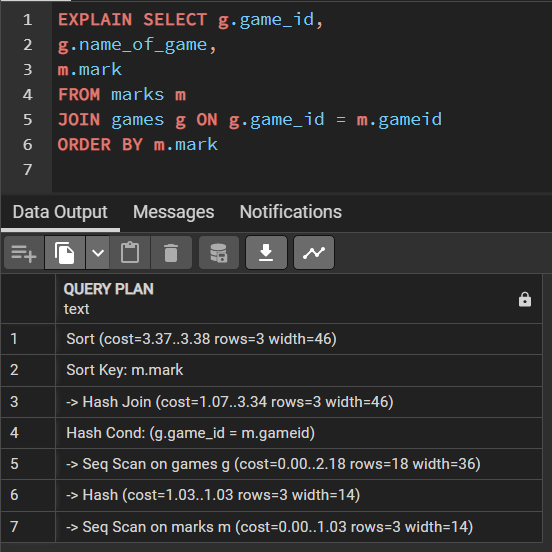 1 EXPLAIN SELECT g.game_id,
2 g.name_of_game,
3 m.mark
4 FROM marks m
5 JOIN games g ON g.game_id = m.gameid
6 ORDER BY m.mark
7
Data Output Messages Notifications
QUERY PLAN
text
1 Sort (cost=3.37..3.38 rows=3 width=46)
2 Sort Key: m.mark
3 -> Hash Join (cost=1.07..3.34 rows=3 width=46)
4 Hash Cond: (g.game_id = m.gameid)
5 -> Seq Scan on games g (cost=0.00..2.18 rows=18 width=36)
6 -> Hash (cost=1.03..1.03 rows=3 width=14)
7 -> Seq Scan on marks m (cost=0.00..1.03 rows=3 width=14)